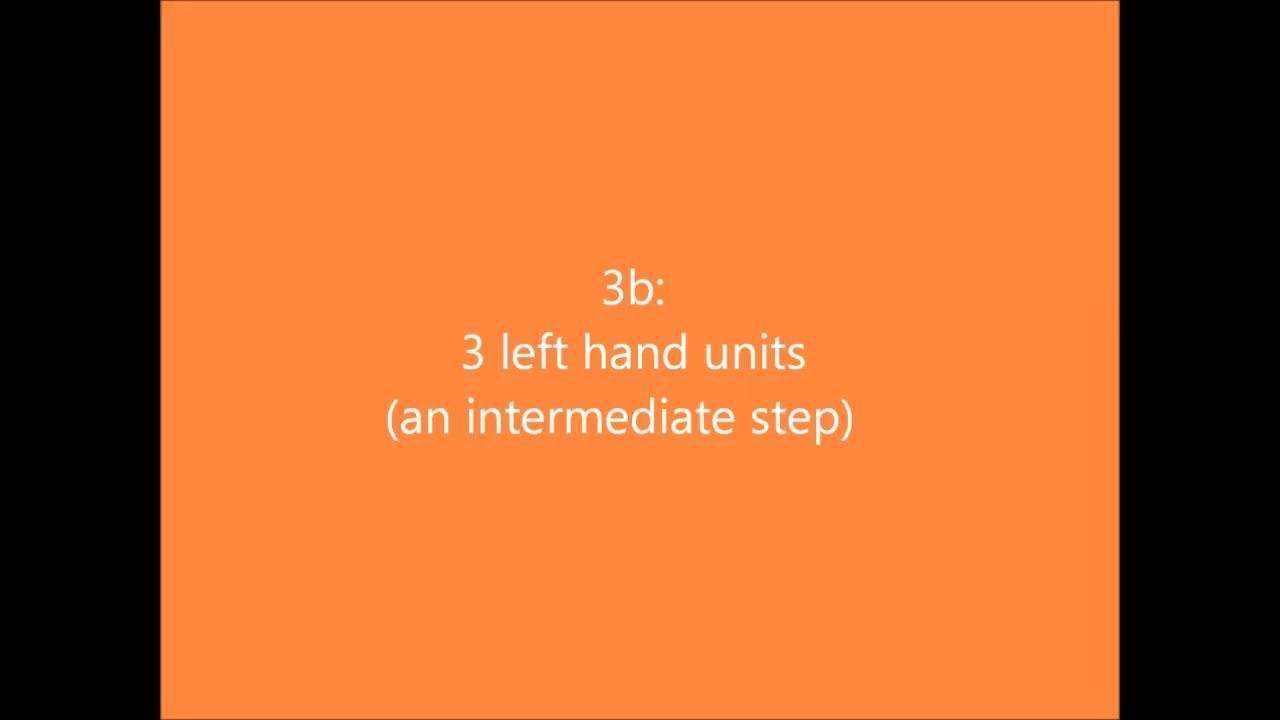 3b:
3 left hand units
(an intermediate step)